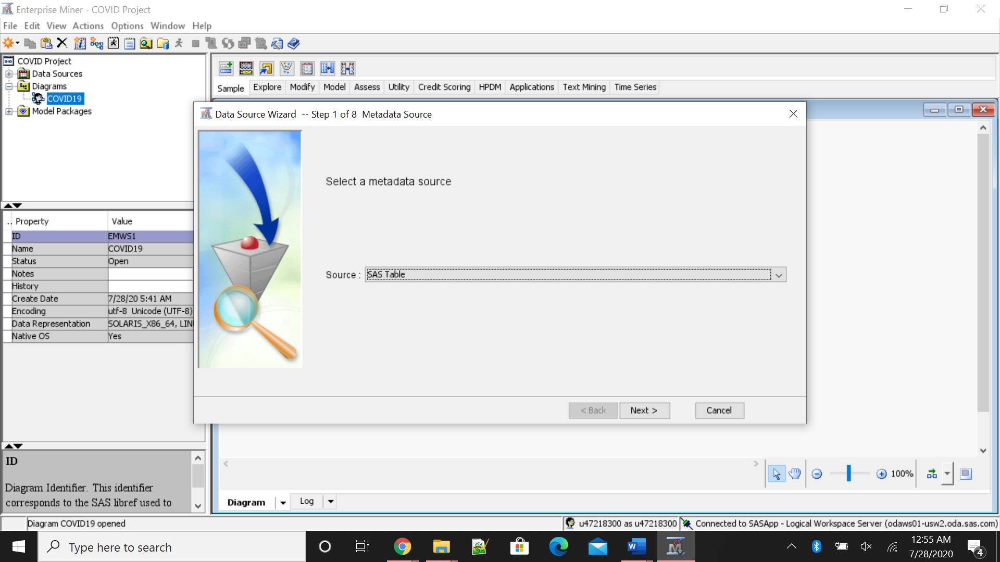 Enterprise Miner - COVID Project
File Edit View Actions Options Window Help
COVID Project
Data Sources
Diagrams
COVID19
Model Packages
Sample Explore Modify Model Assess Utility Credit Scoring HPDM Applications Text Mining Time Series
Data Source Wizard -- Step 1 of 8 Metadata Source
Select a metadata source
Source : SAS Table
< Back Next > Cancel
.. Property Value
ID EMWS1
Name COVID19
Status Open
Notes
History
Create Date 7/28/20 5:41 AM
Encoding utf-8 Unicode (UTF-8)
Data Representation SOLARIS_X86_64, LIN
Native OS Yes
ID
Diagram Identifier. This identifier
corresponds to the SAS libref used to
100%
Diagram Log
Diagram COVID19 opened
u47218300 as u47218300 Connected to SASApp - Logical Workspace Server (odaws01-usw2.oda.sas.com)
Type here to search
12:55 AM
7/28/2020
4